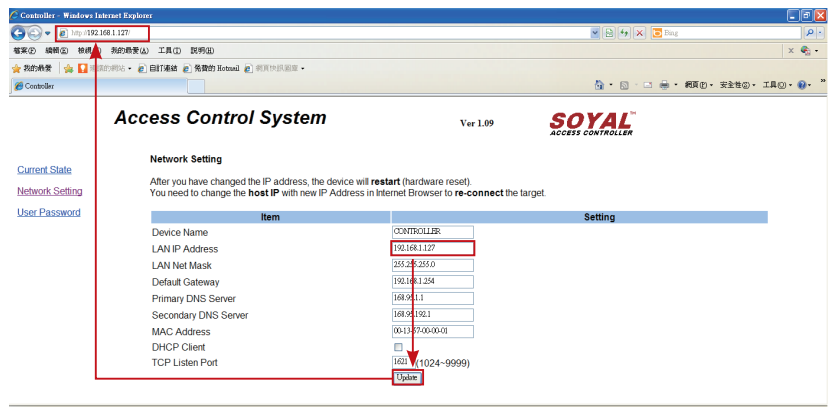 Controller - Windows Internet Explorer
http://192.168.1.127/
Bing
檔案(F) 編輯(E) 我的最愛(A) 工具(T) 說明(H)
我的最愛 自訂連結 免費的 Hotmail 網頁快訊圖庫
Controller
網頁(P) 安全性(S) 工具(O)
Access Control System
Ver 1.09
SOYAL™
ACCESS CONTROLLER
Network Setting
Current State
After you have changed the IP address, the device will restart (hardware reset).
Network Setting
You need to change the host IP with new IP Address in Internet Browser to re-connect the target.
User Password
Item Setting
Device Name CONTROLLER
LAN IP Address 192.168.1.127
LAN Net Mask 255.255.255.0
Default Gateway 192.168.1.254
Primary DNS Server 168.95.1.1
Secondary DNS Server 168.95.192.1
MAC Address 00-13-57-00-00-01
DHCP Client
TCP Listen Port 1621 (1024~9999)
Update